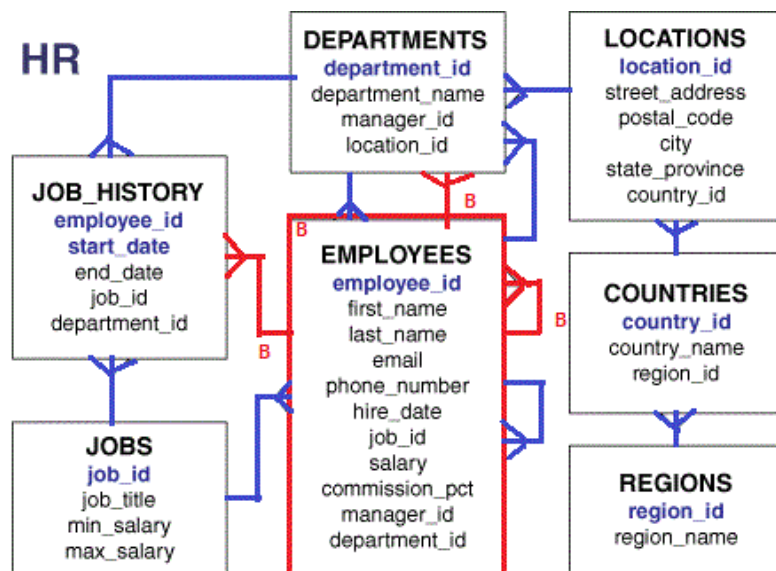 HR
DEPARTMENTS
department_id
department_name
manager_id
location_id
LOCATIONS
location_id
street_address
postal_code
city
state_province
country_id
JOB_HISTORY
employee_id
start_date
end_date
job_id
department_id
B
B
EMPLOYEES
employee_id
first_name
last_name
email
phone_number
hire_date
job_id
salary
commission_pct
manager_id
department_id
B
B
COUNTRIES
country_id
country_name
region_id
JOBS
job_id
job_title
min_salary
max_salary
REGIONS
region_id
region_name